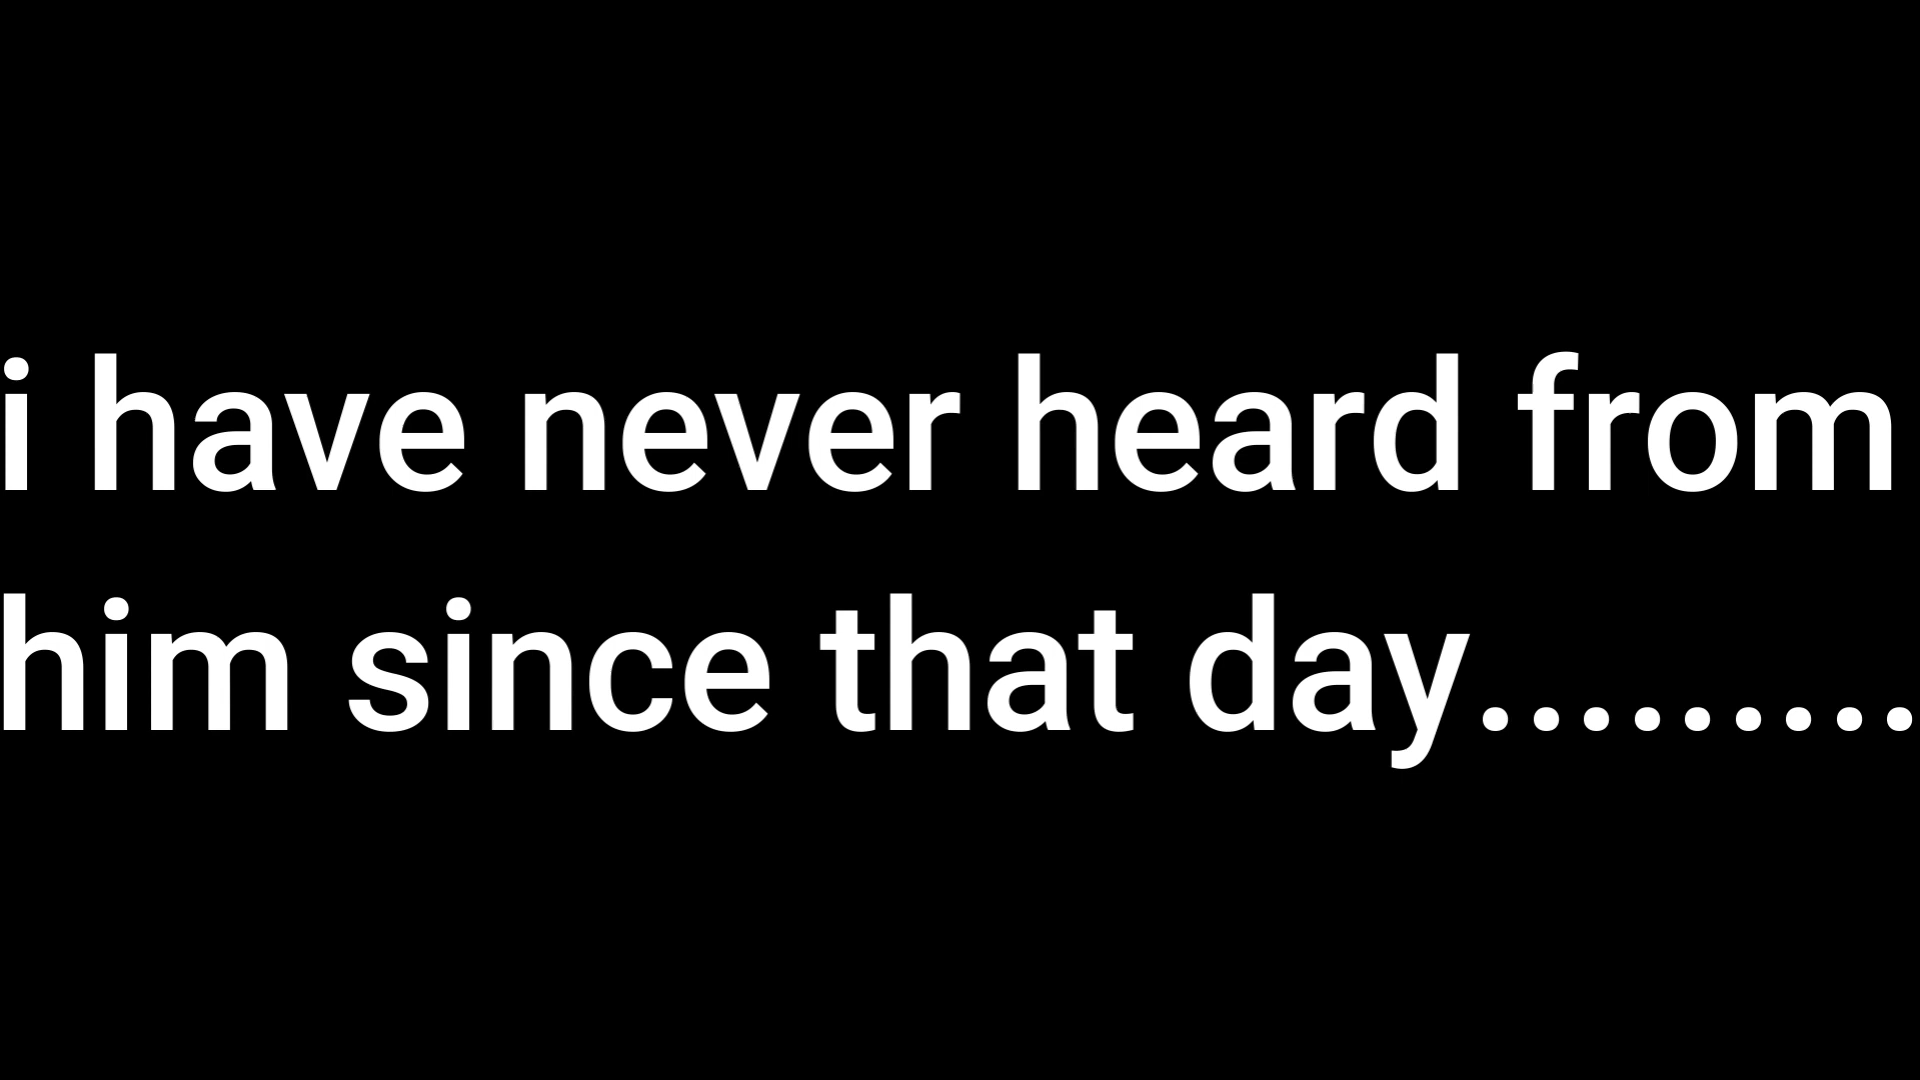 i have never heard from
him since that day.........